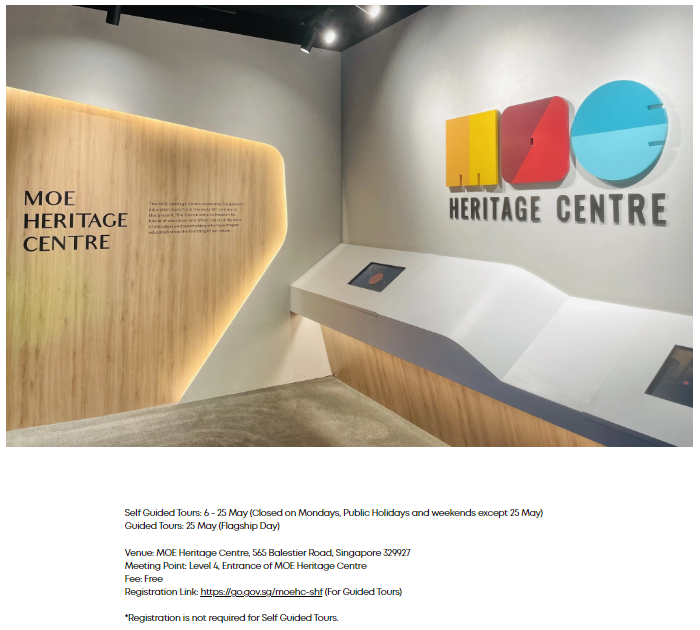 MOE
HERITAGE
CENTRE
The MOE Heritage Centre
HERITAGE CENTRE
Self Guided Tours: 6 - 25 May (Closed on Mondays, Public Holidays and weekends except 25 May)
Guided Tours: 25 May (Flagship Day)
Venue: MOE Heritage Centre, 565 Balestier Road, Singapore 329927
Meeting Point: Level 4, Entrance of MOE Heritage Centre
Fee: Free
Registration Link: https://go.gov.sg/moehc-shf (For Guided Tours)
*Registration is not required for Self Guided Tours.